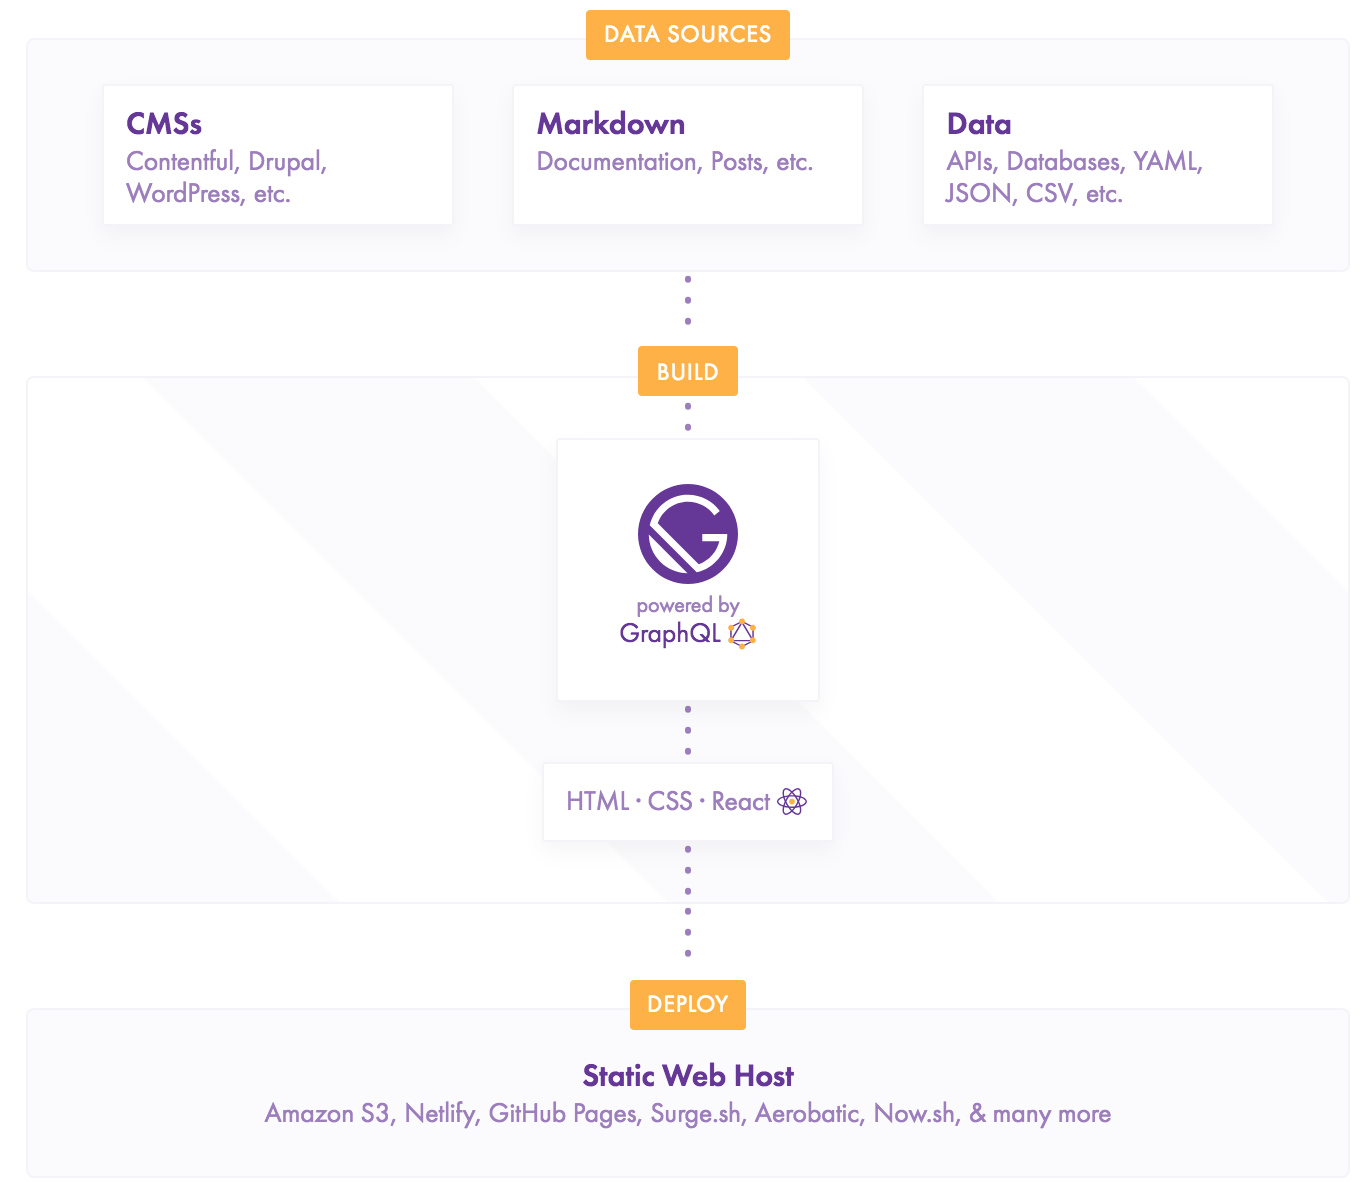 DATA SOURCES
CMSs
Contentful, Drupal,
WordPress, etc.
Markdown
Documentation, Posts, etc.
Data
APIs, Databases, YAML,
JSON, CSV, etc.
BUILD
powered by
GraphQL
HTML · CSS · React
DEPLOY
Static Web Host
Amazon S3, Netlify, GitHub Pages, Surge.sh, Aerobatic, Now.sh, & many more